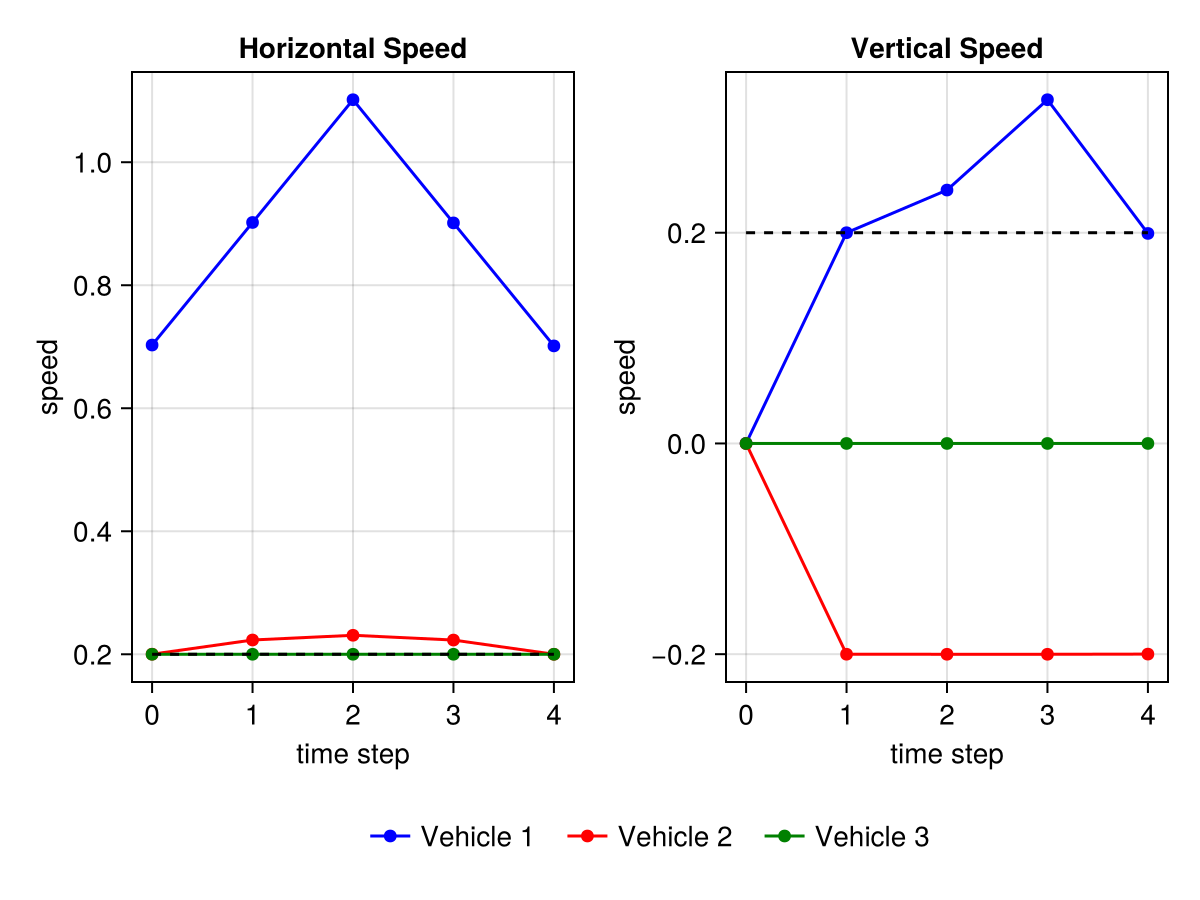 Horizontal Speed
speed
1.0
0.8
0.6
0.4
0.2
0 1 2 3 4
time step
Vertical Speed
speed
0.2
0.0
−0.2
0 1 2 3 4
time step
Vehicle 1 Vehicle 2 Vehicle 3